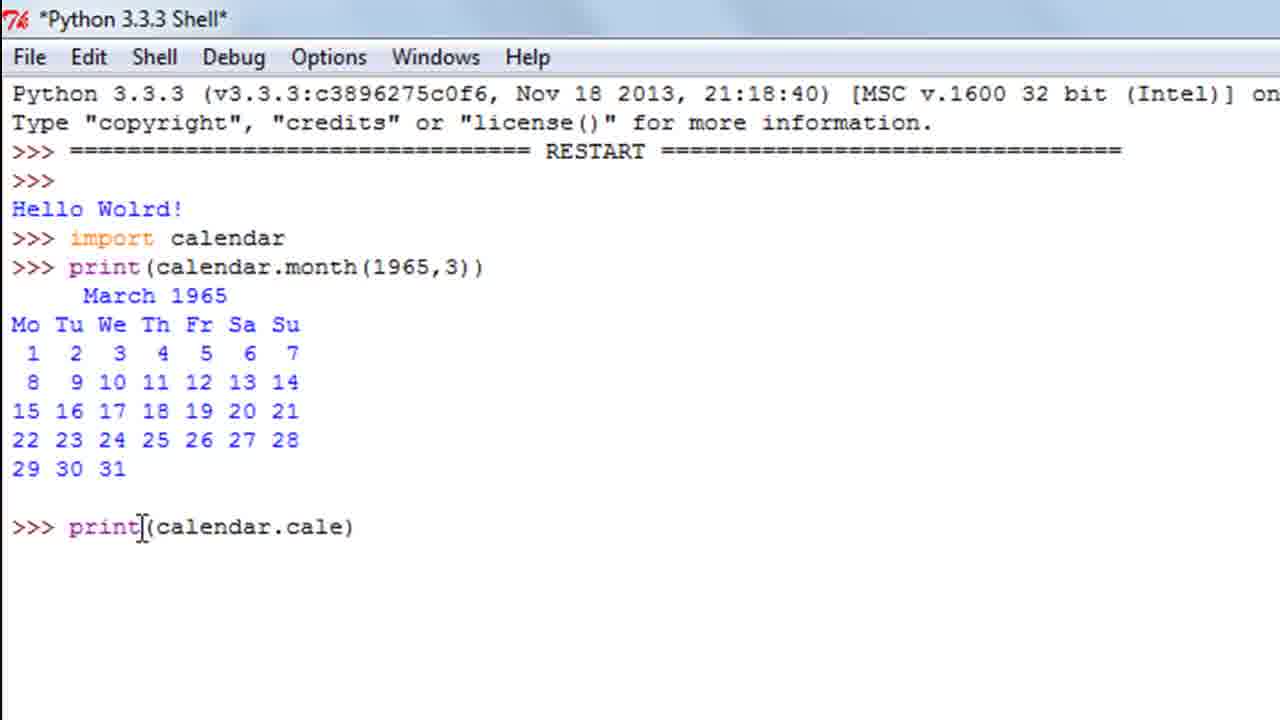 *Python 3.3.3 Shell*
File Edit Shell Debug Options Windows Help
Python 3.3.3 (v3.3.3:c3896275c0f6, Nov 18 2013, 21:18:40) [MSC v.1600 32 bit (Intel)] on
Type "copyright", "credits" or "license()" for more information.
>>> ================================ RESTART ================================
>>>
Hello Wolrd!
>>> import calendar
>>> print(calendar.month(1965,3))
     March 1965
Mo Tu We Th Fr Sa Su
 1  2  3  4  5  6  7
 8  9 10 11 12 13 14
15 16 17 18 19 20 21
22 23 24 25 26 27 28
29 30 31
>>> print(calendar.cale)